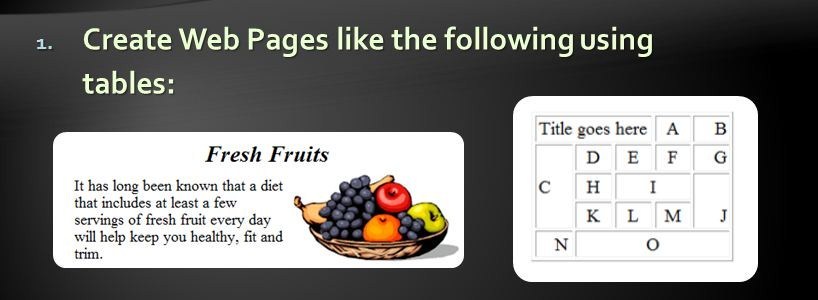 1. Create Web Pages like the following using
tables:
Fresh Fruits
It has long been known that a diet
that includes at least a few
servings of fresh fruit every day
will help keep you healthy, fit and
trim.
Title goes here A B
D E F G
C H I
K L M J
N O